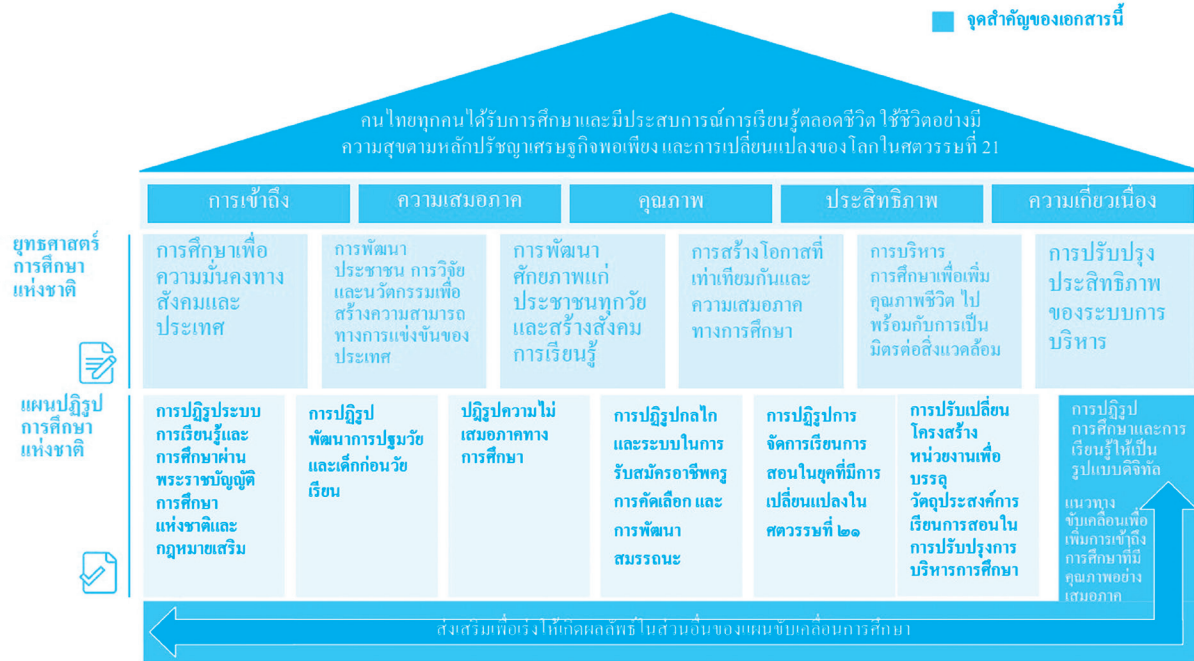 จุดสำคัญของเอกสารนี้
คนไทยทุกคนได้รับการศึกษาและมีประสบการณ์การเรียนรู้ตลอดชีวิต ใช้ชีวิตอย่างมี
ความสุขตามหลักปรัชญาเศรษฐกิจพอเพียง และการเปลี่ยนแปลงของโลกในศตวรรษที่ 21
การเข้าถึง
ความเสมอภาค
คุณภาพ
ประสิทธิภาพ
ความเกี่ยวเนื่อง
ยุทธศาสตร์
การศึกษา
แห่งชาติ
การศึกษาเพื่อ
ความมั่นคงทาง
สังคมและ
ประเทศ
การพัฒนา
ประชาชน การวิจัย
และนวัตกรรมเพื่อ
สร้างความสามารถ
ทางการแข่งขันของ
ประเทศ
การพัฒนา
ศักยภาพแก่
ประชาชนทุกวัย
และสร้างสังคม
การเรียนรู้
การสร้างโอกาสที่
เท่าเทียมกันและ
ความเสมอภาค
ทางการศึกษา
การบริหาร
การศึกษาเพื่อเพิ่ม
คุณภาพชีวิต ไป
พร้อมกับการเป็น
มิตรต่อสิ่งแวดล้อม
การปรับปรุง
ประสิทธิภาพ
ของระบบการ
บริหาร
แผนปฏิรูป
การศึกษา
แห่งชาติ
การปฏิรูประบบ
การเรียนรู้และ
การศึกษาผ่าน
พระราชบัญญัติ
การศึกษา
แห่งชาติและ
กฎหมายเสริม
การปฏิรูป
พัฒนาการปฐมวัย
และเด็กก่อนวัย
เรียน
ปฏิรูปความไม่
เสมอภาคทาง
การศึกษา
การปฏิรูปกลไก
และระบบในการ
รับสมัครอาชีพครู
การคัดเลือก และ
การพัฒนา
สมรรถนะ
การปฏิรูปการ
จัดการเรียนการ
สอนในยุคที่มีการ
เปลี่ยนแปลงใน
ศตวรรษที่ ๒๑
การปรับเปลี่ยน
โครงสร้าง
หน่วยงานเพื่อ
บรรลุ
วัตถุประสงค์การ
เรียนการสอนใน
การปรับปรุงการ
บริหารการศึกษา
การปฏิรูป
การศึกษาและการ
เรียนรู้ให้เป็น
รูปแบบดิจิทัล
แนวทาง
ขับเคลื่อนเพื่อ
เพิ่มการเข้าถึง
การศึกษาที่มี
คุณภาพอย่าง
เสมอภาค
ส่งเสริมเพื่อเร่งให้เกิดผลลัพธ์ในส่วนอื่นของแผนขับเคลื่อนการศึกษา